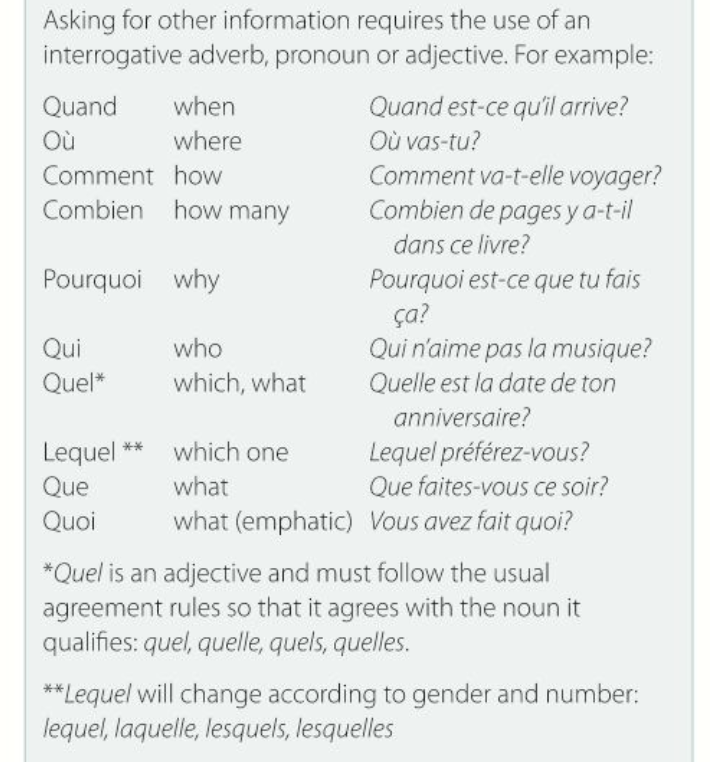 Asking for other information requires the use of an
interrogative adverb, pronoun or adjective. For example:
Quand when Quand est-ce qu'il arrive?
Où where Où vas-tu?
Comment how Comment va-t-elle voyager?
Combien how many Combien de pages y a-t-il
dans ce livre?
Pourquoi why Pourquoi est-ce que tu fais
ça?
Qui who Qui n'aime pas la musique?
Quel* which, what Quelle est la date de ton
anniversaire?
Lequel ** which one Lequel préférez-vous?
Que what Que faites-vous ce soir?
Quoi what (emphatic) Vous avez fait quoi?
*Quel is an adjective and must follow the usual
agreement rules so that it agrees with the noun it
qualifies: quel, quelle, quels, quelles.
**Lequel will change according to gender and number:
lequel, laquelle, lesquels, lesquelles